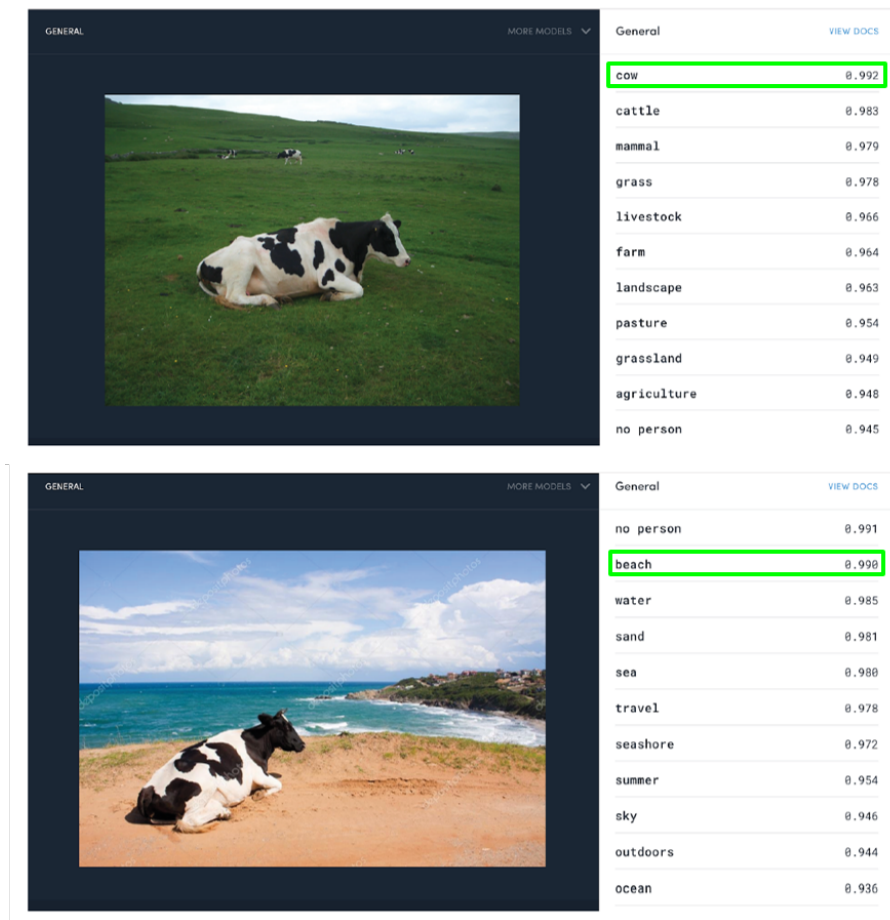 GENERAL MORE MODELS General VIEW DOCS
cow 0.992
cattle 0.983
mammal 0.979
grass 0.978
livestock 0.966
farm 0.964
landscape 0.963
pasture 0.954
grassland 0.949
agriculture 0.948
no person 0.945
GENERAL MORE MODELS General VIEW DOCS
no person 0.991
beach 0.990
water 0.985
sand 0.981
sea 0.980
travel 0.978
seashore 0.972
summer 0.954
sky 0.946
outdoors 0.944
ocean 0.936
depositphotos
depositphotos
depositphotos